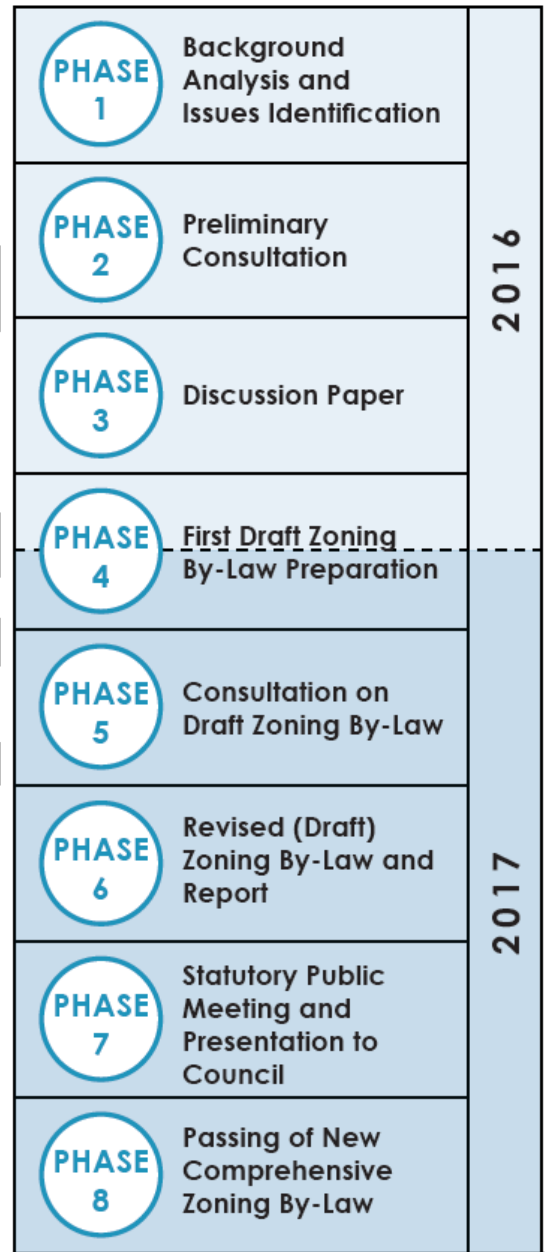 PHASE
1
Background
Analysis and
Issues Identification
PHASE
2
Preliminary
Consultation
2016
PHASE
3
Discussion Paper
PHASE
4
First Draft Zoning
By-Law Preparation
PHASE
5
Consultation on
Draft Zoning By-Law
PHASE
6
Revised (Draft)
Zoning By-Law and
Report
2017
PHASE
7
Statutory Public
Meeting and
Presentation to
Council
PHASE
8
Passing of New
Comprehensive
Zoning By-Law